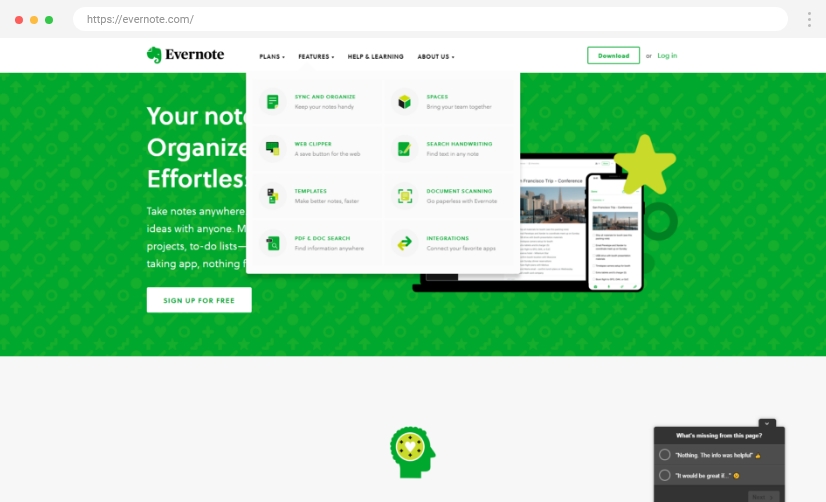 https://evernote.com/
Evernote
PLANS
FEATURES
HELP & LEARNING
ABOUT US
Download or Log in
SYNC AND ORGANIZE
Keep your notes handy
SPACES
Bring your team together
WEB CLIPPER
A save button for the web
SEARCH HANDWRITING
Find text in any note
TEMPLATES
Make better notes, faster
DOCUMENT SCANNING
Go paperless with Evernote
PDF & DOC SEARCH
Find information anywhere
INTEGRATIONS
Connect your favorite apps
Your note
Organize
Effortless
Take notes anywhere
ideas with anyone. M
projects, to-do lists—
taking app, nothing f
SIGN UP FOR FREE
Francisco Trip - Conference
What's missing from this page?
"Nothing. The info was helpful" 👍
"It would be great if..." 😟